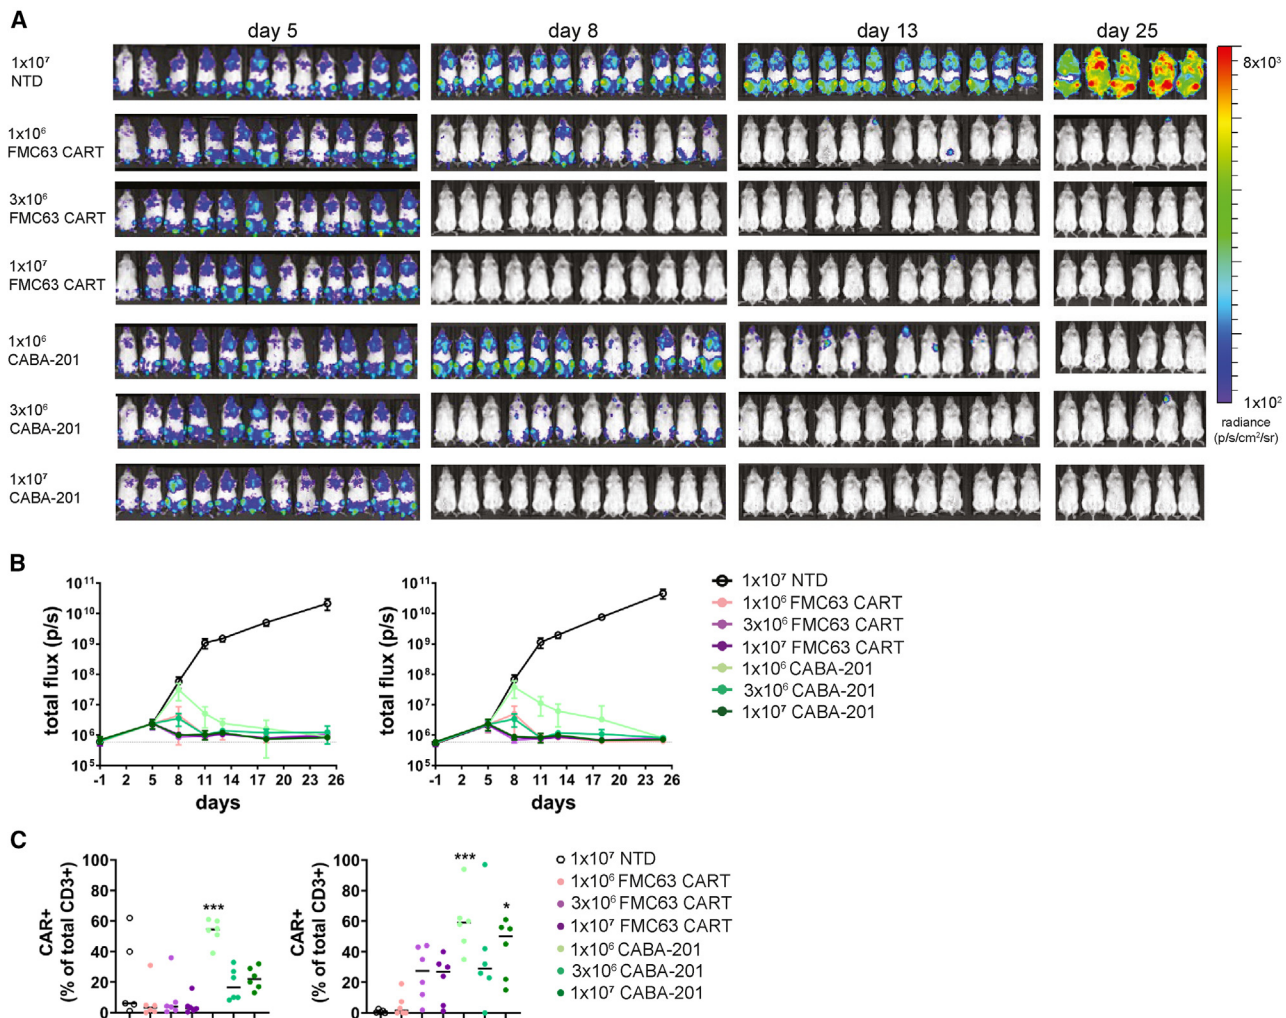 A
day 5 day 8 day 13 day 25
1x10⁷
NTD
1x10⁶
FMC63 CART
3x10⁶
FMC63 CART
1x10⁷
FMC63 CART
1x10⁶
CABA-201
3x10⁶
CABA-201
1x10⁷
CABA-201
8x10³
1x10²
radiance
(p/s/cm²/sr)
B
total flux (p/s)
10¹¹
10¹⁰
10⁹
10⁸
10⁷
10⁶
10⁵
-1 2 5 8 11 14 17 20 23 26
days
total flux (p/s)
10¹¹
10¹⁰
10⁹
10⁸
10⁷
10⁶
10⁵
-1 2 5 8 11 14 17 20 23 26
days
1x10⁷ NTD
1x10⁶ FMC63 CART
3x10⁶ FMC63 CART
1x10⁷ FMC63 CART
1x10⁶ CABA-201
3x10⁶ CABA-201
1x10⁷ CABA-201
C
CAR+
(% of total CD3+)
100
80
60
40
20
0
***
CAR+
(% of total CD3+)
100
80
60
40
20
0
***
*
1x10⁷ NTD
1x10⁶ FMC63 CART
3x10⁶ FMC63 CART
1x10⁷ FMC63 CART
1x10⁶ CABA-201
3x10⁶ CABA-201
1x10⁷ CABA-201